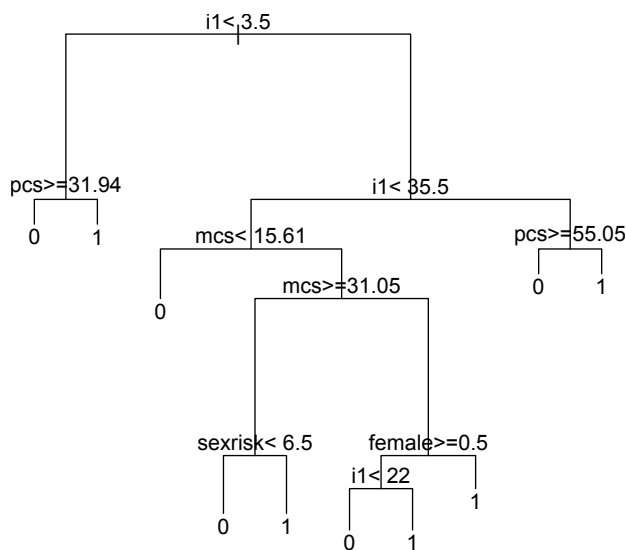 i1< 3.5
pcs>=31.94
i1< 35.5
0
1
mcs< 15.61
pcs>=55.05
0
mcs>=31.05
0
1
sexrisk< 6.5
female>=0.5
0
1
i1< 22
1
0
1